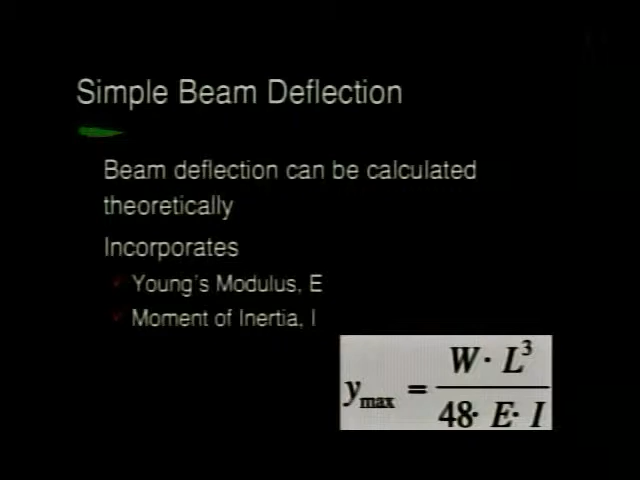 Simple Beam Deflection
Beam deflection can be calculated
theoretically
Incorporates
Young's Modulus, E
Moment of Inertia, I
y_max = W · L^3 / 48 · E · I